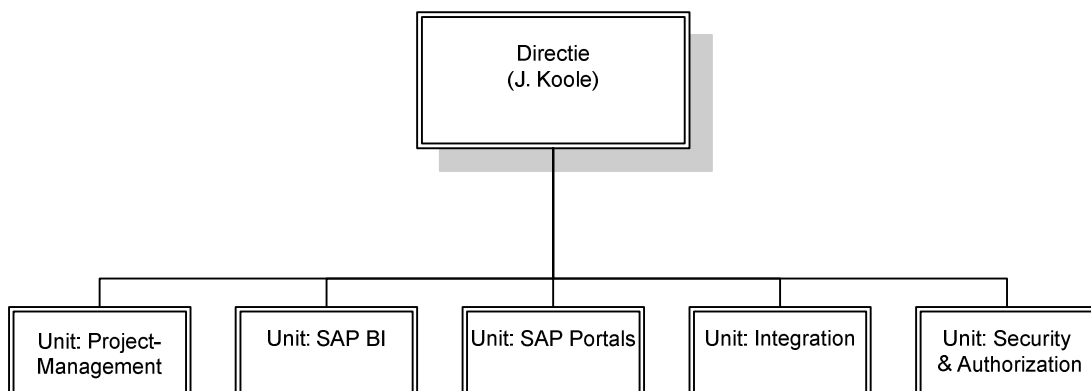 Directie
(J. Koole)
Unit: Project-
Management
Unit: SAP BI
Unit: SAP Portals
Unit: Integration
Unit: Security
& Authorization